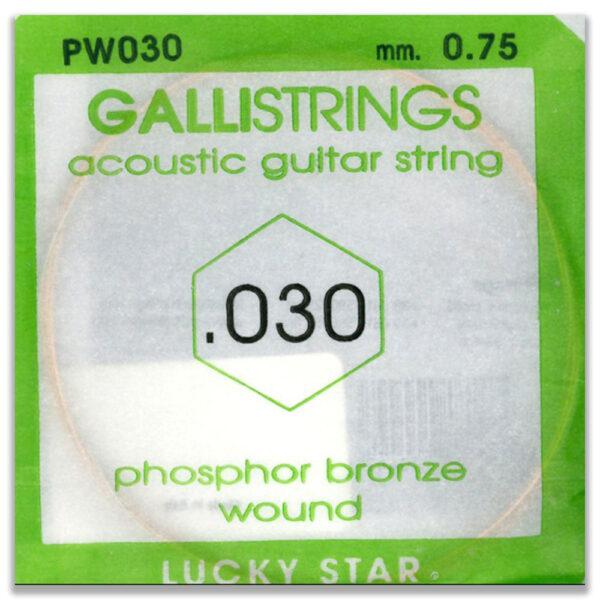 PW030 mm. 0.75
GALLISTRINGS
acoustic guitar string
.030
phosphor bronze
wound
LUCKY STAR